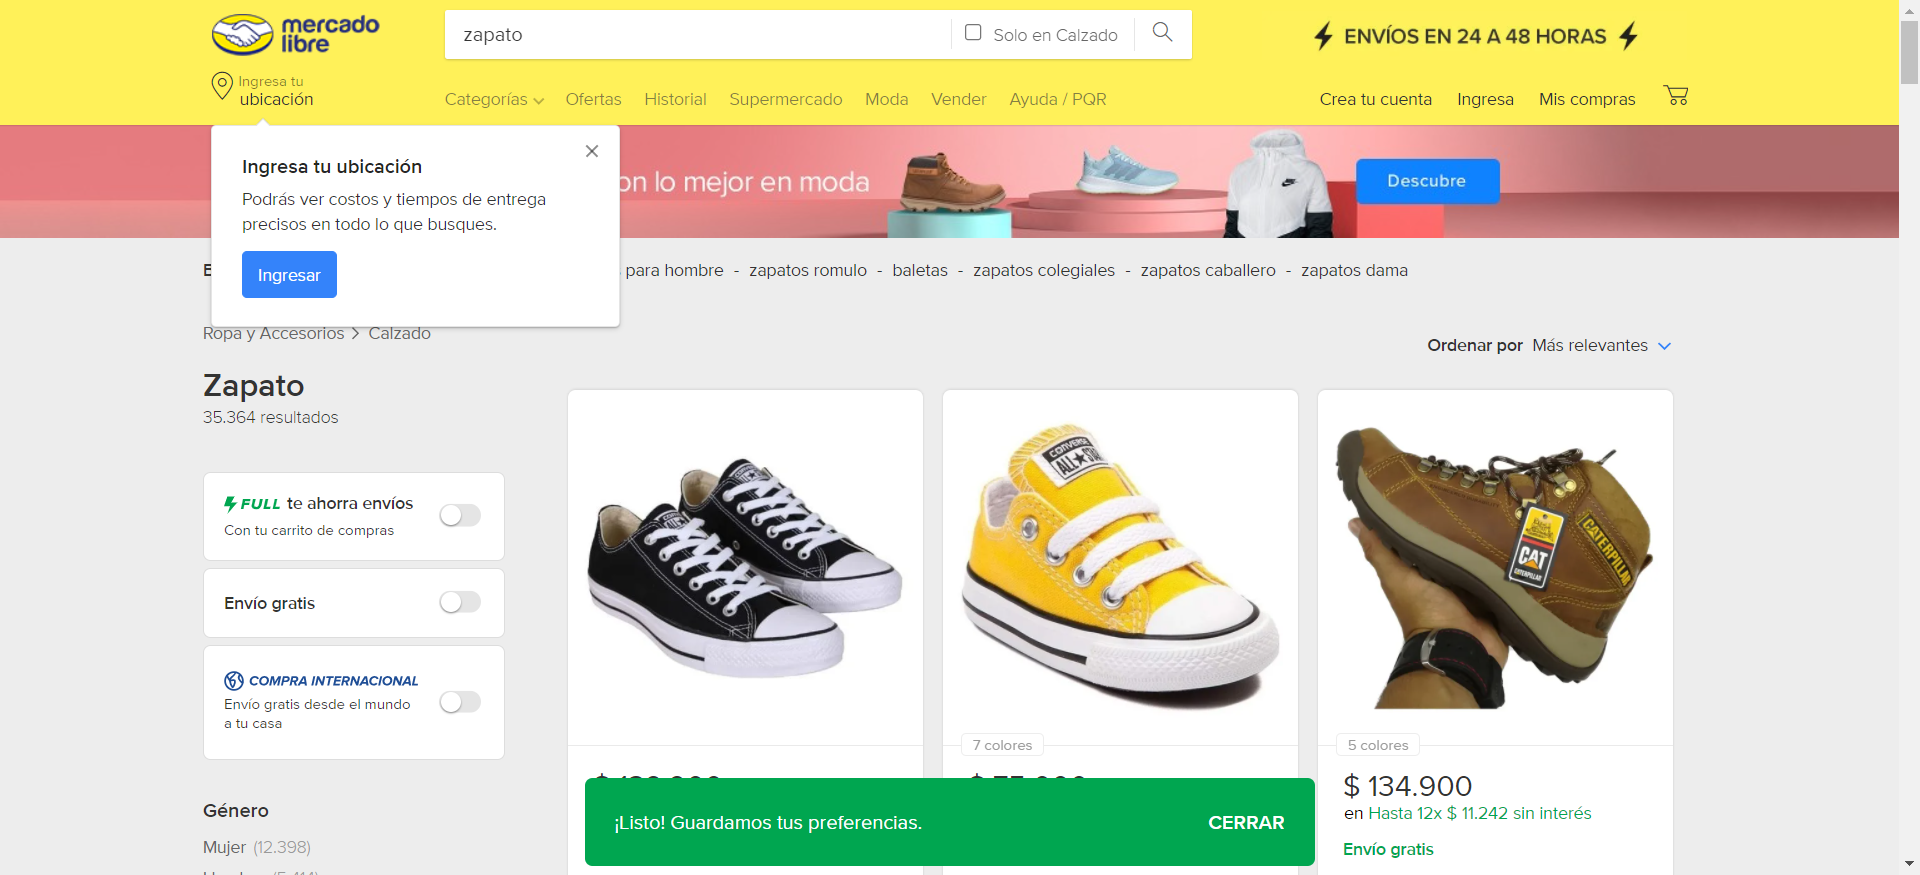 mercado
libre
zapato
Solo en Calzado
ENVÍOS EN 24 A 48 HORAS
Ingresa tu
ubicación
Categorías
Ofertas
Historial
Supermercado
Moda
Vender
Ayuda / PQR
Crea tu cuenta
Ingresa
Mis compras
Ingresa tu ubicación
Podrás ver costos y tiempos de entrega
precisos en todo lo que busques.
Ingresar
on lo mejor en moda
Descubre
para hombre - zapatos romulo - baletas - zapatos colegiales - zapatos caballero - zapatos dama
Ropa y Accesorios > Calzado
Ordenar por Más relevantes
Zapato
35.364 resultados
FULL te ahorra envíos
Con tu carrito de compras
Envío gratis
COMPRA INTERNACIONAL
Envío gratis desde el mundo
a tu casa
Género
Mujer (12.398)
CONVERSE
ALL STAR
CATERPILLAR
CAT
CATERPILLAR
7 colores
5 colores
$ 134.900
en Hasta 12x $ 11.242 sin interés
Envío gratis
¡Listo! Guardamos tus preferencias.
CERRAR